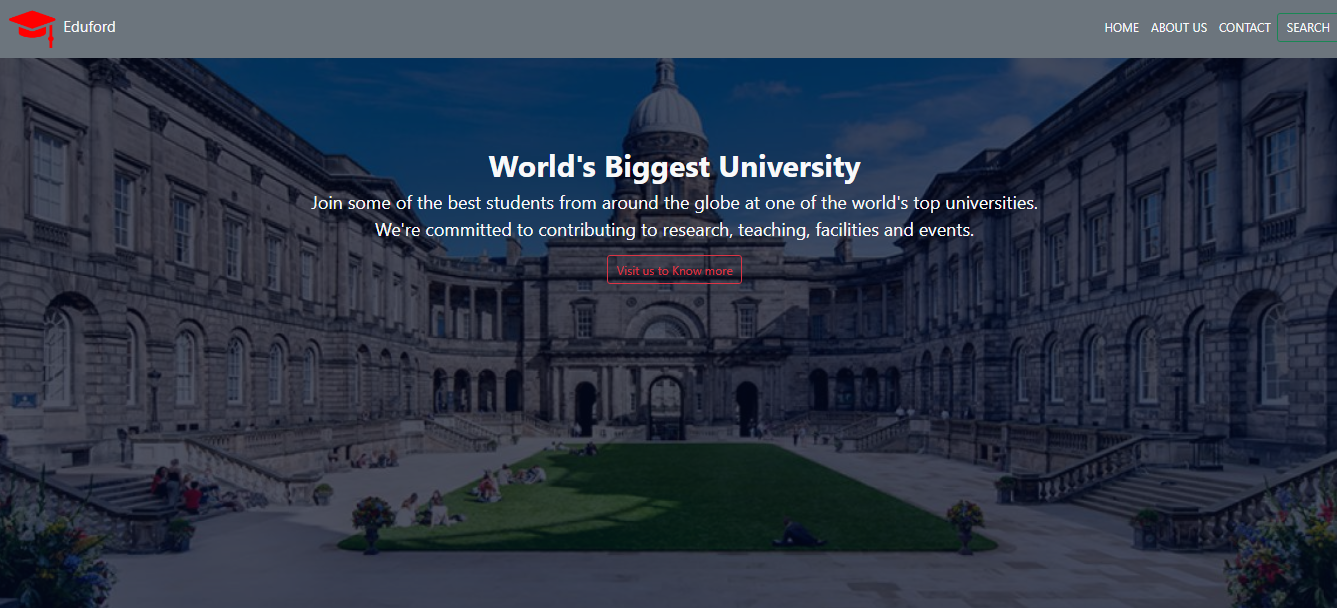 Eduford
HOME ABOUT US CONTACT SEARCH
World's Biggest University
Join some of the best students from around the globe at one of the world's top universities.
We're committed to contributing to research, teaching, facilities and events.
Visit us to Know more